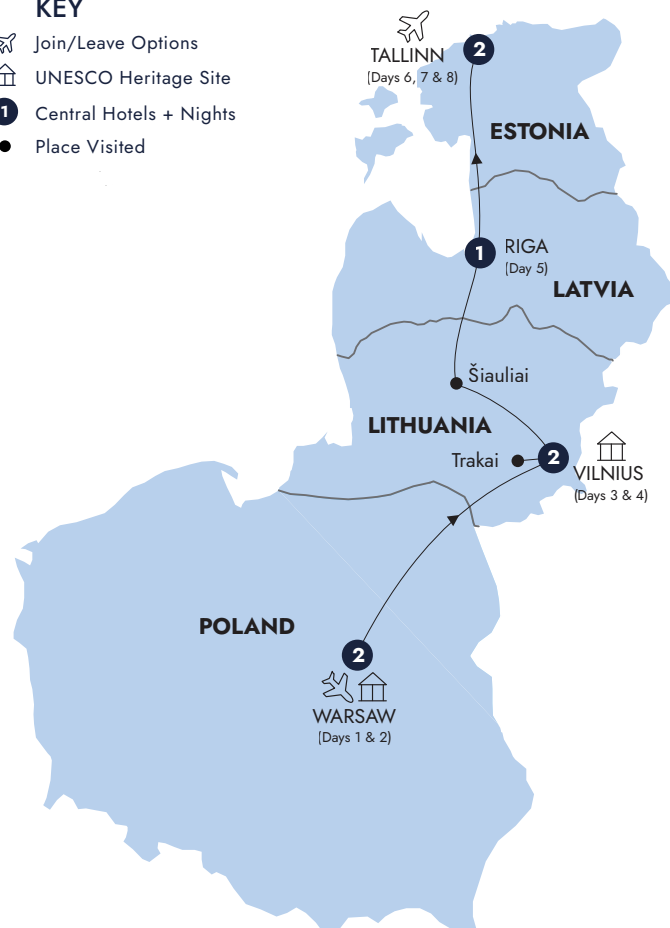 KEY
Join/Leave Options
UNESCO Heritage Site
1 Central Hotels + Nights
Place Visited
TALLINN
(Days 6, 7 & 8)
2
ESTONIA
1
RIGA
(Day 5)
LATVIA
Šiauliai
LITHUANIA
Trakai
2
VILNIUS
(Days 3 & 4)
POLAND
2
WARSAW
(Days 1 & 2)